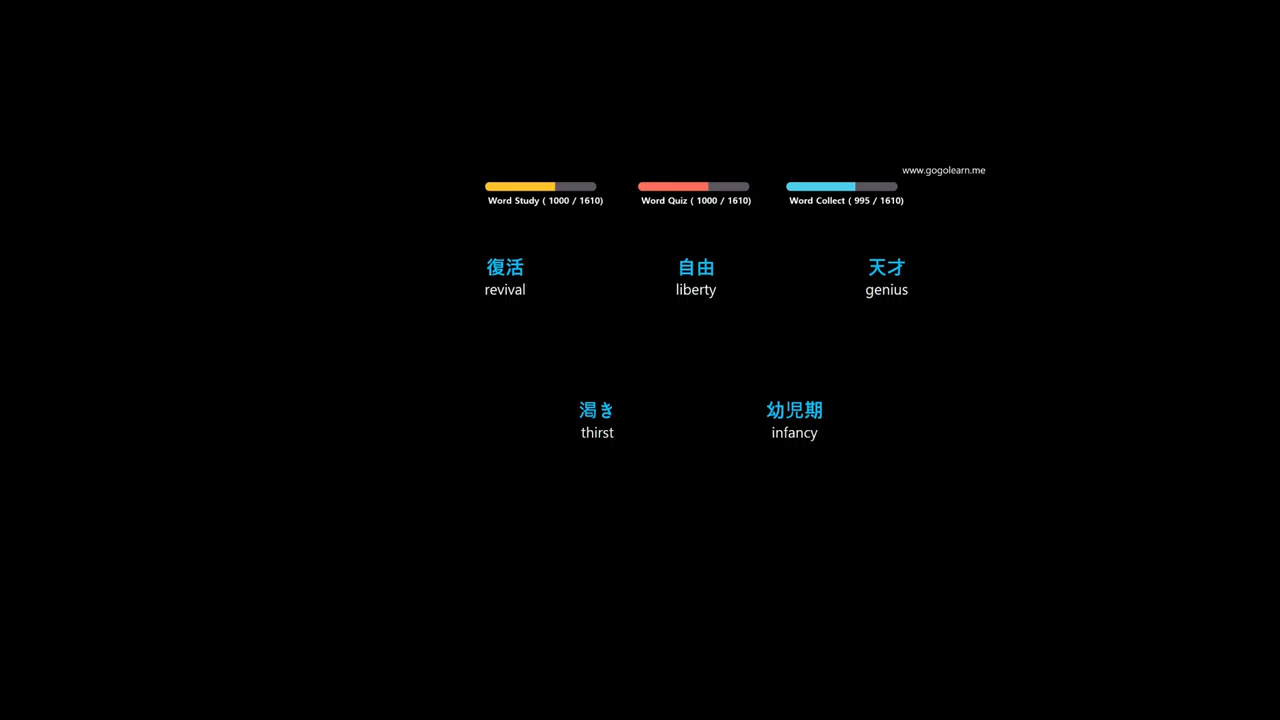 www.gogolearn.me
Word Study ( 1000 / 1610)
Word Quiz ( 1000 / 1610)
Word Collect ( 995 / 1610)
復活
revival
自由
liberty
天才
genius
渇き
thirst
幼児期
infancy